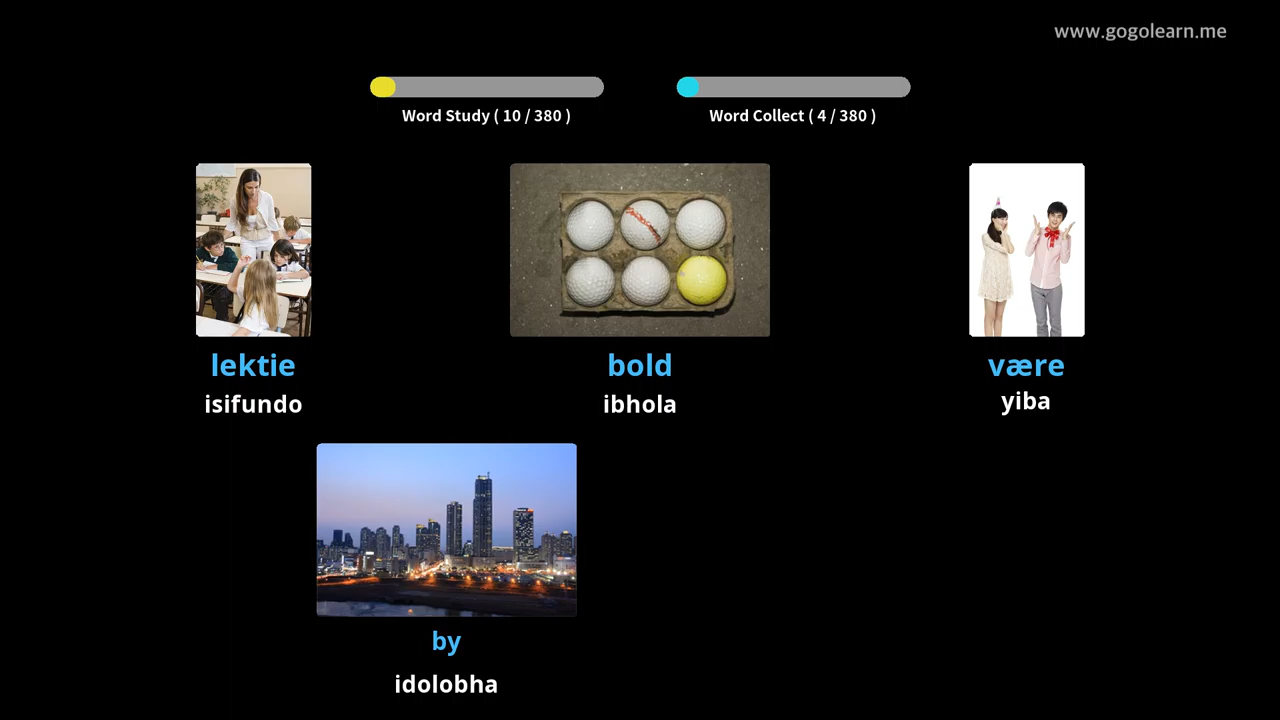 www.gogolearn.me
Word Study ( 10 / 380 )
Word Collect ( 4 / 380 )
lektie
isifundo
bold
ibhola
være
yiba
by
idolobha